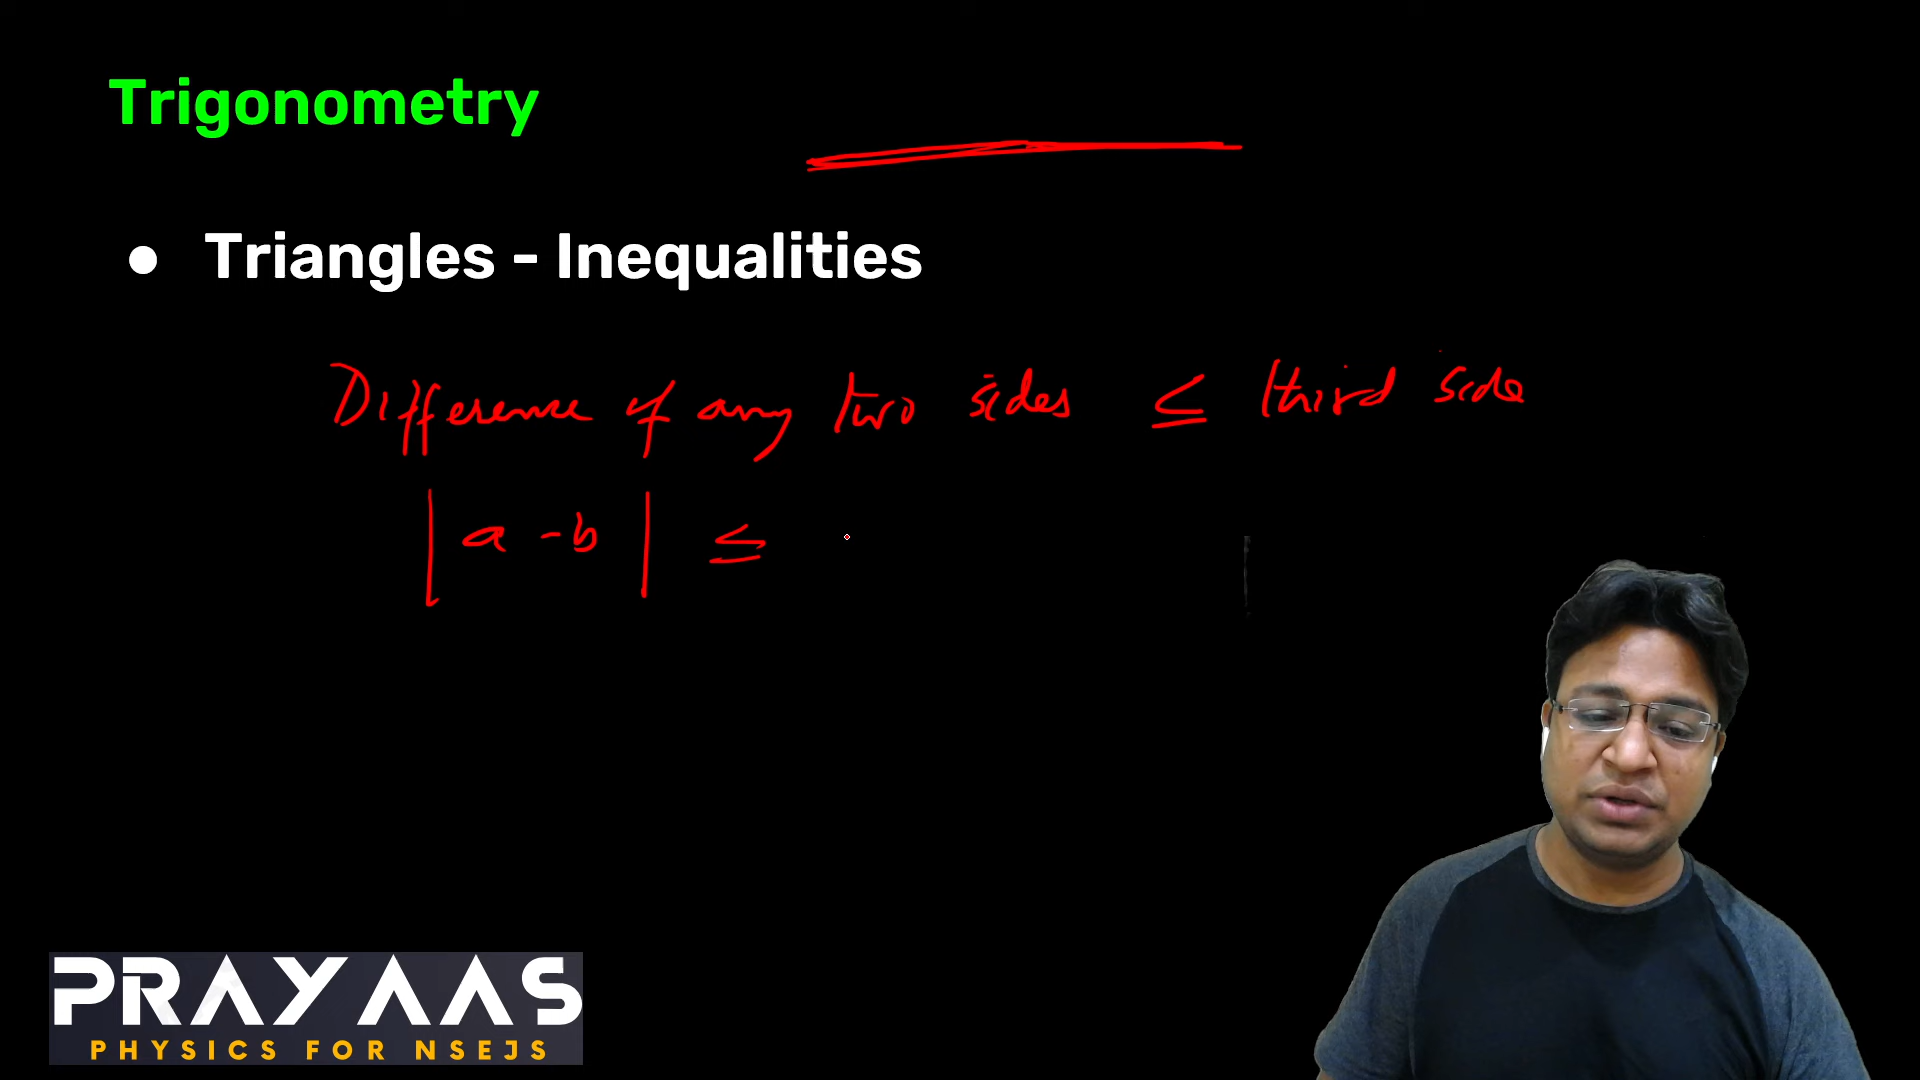 Trigonometry
● Triangles - Inequalities
Difference of any two sides ≤ third side
|a - b| ≤
PRAYAAS
PHYSICS FOR NSEJS